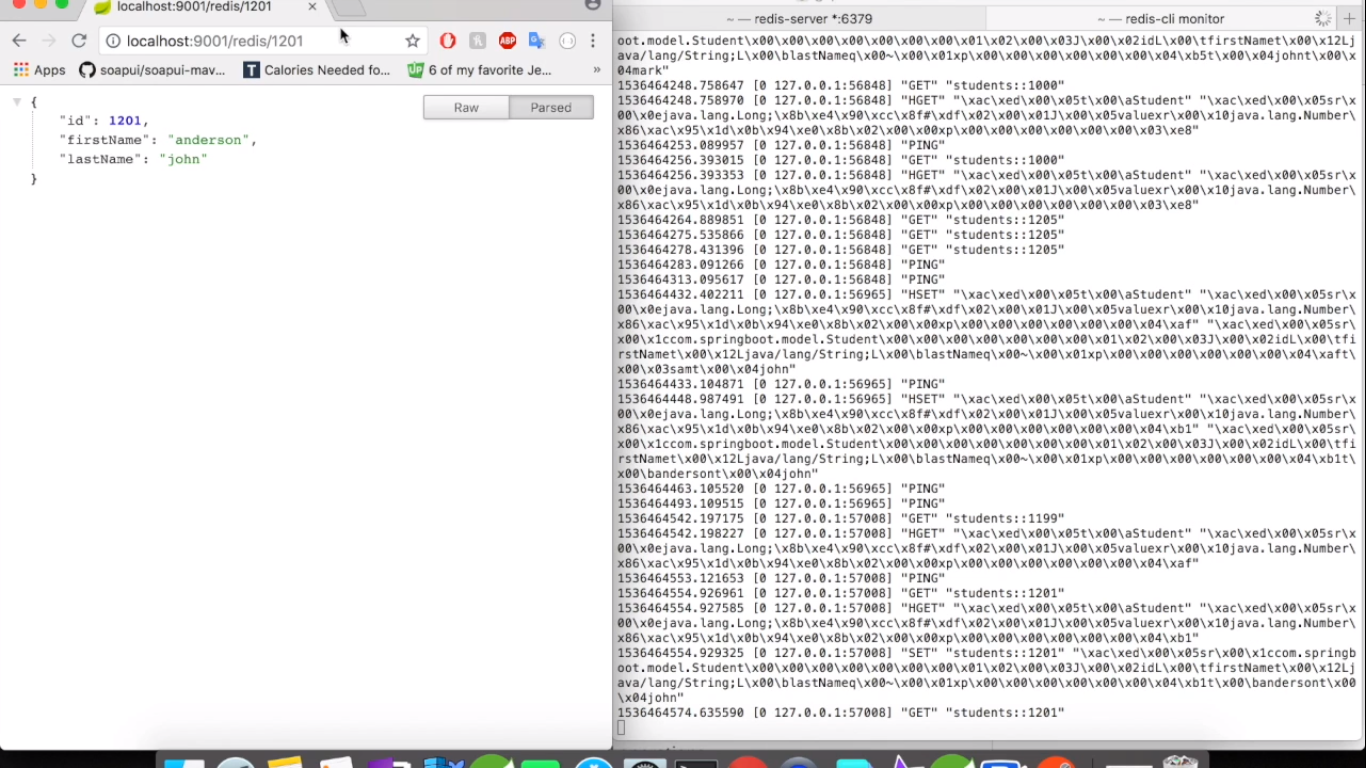 localhost:9001/redis/1201
localhost:9001/redis/1201
ABP
Apps soapui/soapui-mav... Calories Needed fo... 6 of my favorite Je... »
Raw Parsed
{
"id": 1201,
"firstName": "anderson",
"lastName": "john"
}
~ — redis-server *:6379 ~ — redis-cli monitor
oot.model.Student\x00\x00\x00\x00\x00\x00\x01\x02\x00\x03J\x00\x02idL\x00\tfirstNamet\x00\x12Lj
ava/lang/String;L\x00\blastNameq\x00~\x00\x01xp\x00\x00\x00\x00\x00\x00\x04\xb5t\x00\x04johnt\x00\x
04mark"
1536464248.758647 [0 127.0.0.1:56848] "GET" "students::1000"
1536464248.758970 [0 127.0.0.1:56848] "HGET" "\xac\xed\x00\x05t\x00\aStudent" "\xac\xed\x00\x05sr\x
00\x0ejava.lang.Long;\x8b\xe4\x90\xcc\x8f#\xdf\x02\x00\x01J\x00\x05valuexr\x00\x10java.lang.Number\
x86\xac\x95\x1d\x0b\x94\xe0\x8b\x02\x00\x00xp\x00\x00\x00\x00\x00\x00\x03\xe8"
1536464253.089957 [0 127.0.0.1:56848] "PING"
1536464256.393015 [0 127.0.0.1:56848] "GET" "students::1000"
1536464256.393353 [0 127.0.0.1:56848] "HGET" "\xac\xed\x00\x05t\x00\aStudent" "\xac\xed\x00\x05sr\x
00\x0ejava.lang.Long;\x8b\xe4\x90\xcc\x8f#\xdf\x02\x00\x01J\x00\x05valuexr\x00\x10java.lang.Number\
x86\xac\x95\x1d\x0b\x94\xe0\x8b\x02\x00\x00xp\x00\x00\x00\x00\x00\x00\x03\xe8"
1536464264.889851 [0 127.0.0.1:56848] "GET" "students::1205"
1536464275.535866 [0 127.0.0.1:56848] "GET" "students::1205"
1536464278.431396 [0 127.0.0.1:56848] "GET" "students::1205"
1536464283.091266 [0 127.0.0.1:56848] "PING"
1536464313.095617 [0 127.0.0.1:56848] "PING"
1536464432.402211 [0 127.0.0.1:56965] "HSET" "\xac\xed\x00\x05t\x00\aStudent" "\xac\xed\x00\x05sr\x
00\x0ejava.lang.Long;\x8b\xe4\x90\xcc\x8f#\xdf\x02\x00\x01J\x00\x05valuexr\x00\x10java.lang.Number\
x86\xac\x95\x1d\x0b\x94\xe0\x8b\x02\x00\x00xp\x00\x00\x00\x00\x00\x00\x04\xaf" "\xac\xed\x00\x05sr\
x00\x1ccom.springboot.model.Student\x00\x00\x00\x00\x00\x00\x00\x01\x02\x00\x03J\x00\x02idL\x00\tfi
rstNamet\x00\x12Ljava/lang/String;L\x00\blastNameq\x00~\x00\x01xp\x00\x00\x00\x00\x00\x00\x04\xaft\
x00\x03samt\x00\x04john"
1536464433.104871 [0 127.0.0.1:56965] "PING"
1536464448.987491 [0 127.0.0.1:56965] "HSET" "\xac\xed\x00\x05t\x00\aStudent" "\xac\xed\x00\x05sr\x
00\x0ejava.lang.Long;\x8b\xe4\x90\xcc\x8f#\xdf\x02\x00\x01J\x00\x05valuexr\x00\x10java.lang.Number\
x86\xac\x95\x1d\x0b\x94\xe0\x8b\x02\x00\x00xp\x00\x00\x00\x00\x00\x00\x04\xb1" "\xac\xed\x00\x05sr\
x00\x1ccom.springboot.model.Student\x00\x00\x00\x00\x00\x00\x00\x01\x02\x00\x03J\x00\x02idL\x00\tfi
rstNamet\x00\x12Ljava/lang/String;L\x00\blastNameq\x00~\x00\x01xp\x00\x00\x00\x00\x00\x00\x04\xb1t\
x00\bandersont\x00\x04john"
1536464463.105520 [0 127.0.0.1:56965] "PING"
1536464493.109515 [0 127.0.0.1:56965] "PING"
1536464542.197175 [0 127.0.0.1:57008] "GET" "students::1199"
1536464542.198227 [0 127.0.0.1:57008] "HGET" "\xac\xed\x00\x05t\x00\aStudent" "\xac\xed\x00\x05sr\x
00\x0ejava.lang.Long;\x8b\xe4\x90\xcc\x8f#\xdf\x02\x00\x01J\x00\x05valuexr\x00\x10java.lang.Number\
x86\xac\x95\x1d\x0b\x94\xe0\x8b\x02\x00\x00xp\x00\x00\x00\x00\x00\x00\x04\xaf"
1536464553.121653 [0 127.0.0.1:57008] "PING"
1536464554.926961 [0 127.0.0.1:57008] "GET" "students::1201"
1536464554.927585 [0 127.0.0.1:57008] "HGET" "\xac\xed\x00\x05t\x00\aStudent" "\xac\xed\x00\x05sr\x
00\x0ejava.lang.Long;\x8b\xe4\x90\xcc\x8f#\xdf\x02\x00\x01J\x00\x05valuexr\x00\x10java.lang.Number\
x86\xac\x95\x1d\x0b\x94\xe0\x8b\x02\x00\x00xp\x00\x00\x00\x00\x00\x00\x04\xb1"
1536464554.929325 [0 127.0.0.1:57008] "SET" "students::1201" "\xac\xed\x00\x05sr\x00\x1ccom.springb
oot.model.Student\x00\x00\x00\x00\x00\x00\x00\x01\x02\x00\x03J\x00\x02idL\x00\tfirstNamet\x00\x12Lj
ava/lang/String;L\x00\blastNameq\x00~\x00\x01xp\x00\x00\x00\x00\x00\x00\x04\xb1t\x00\bandersont\x00
\x04john"
1536464574.635590 [0 127.0.0.1:57008] "GET" "students::1201"